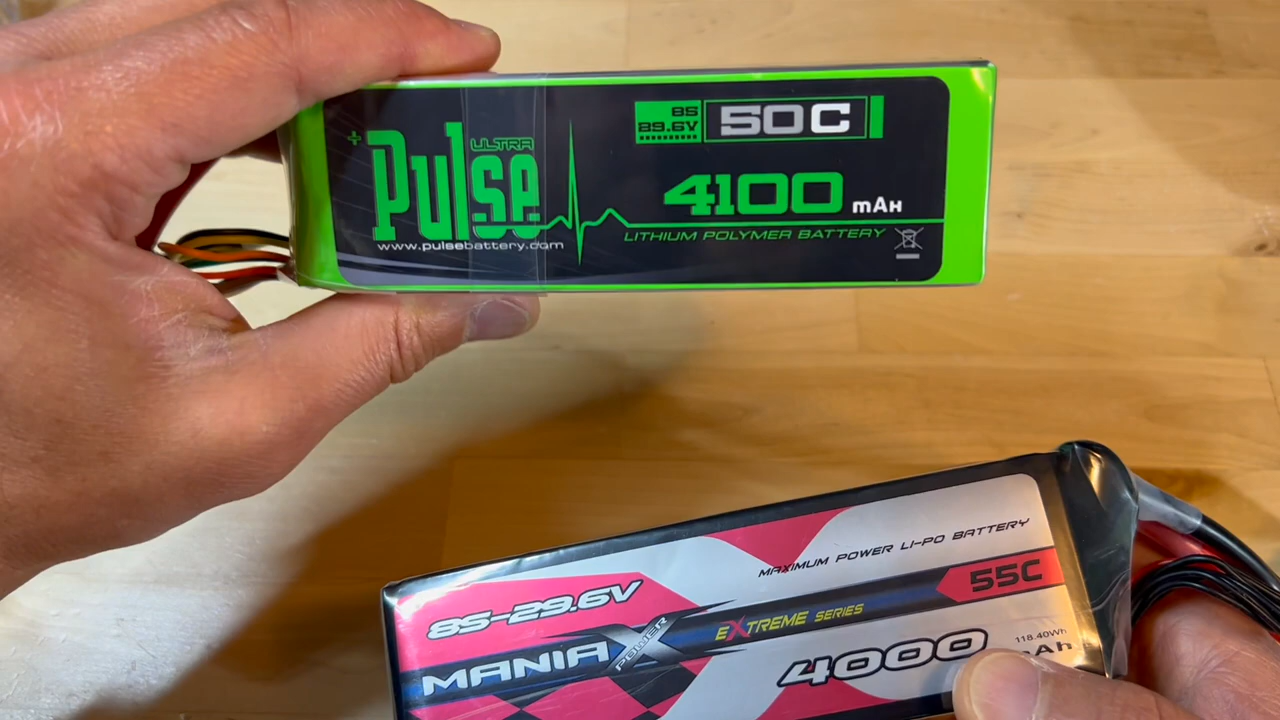 8S
29.6V
50C
ULTRA
Pulse
4100 mAH
www.pulsebattery.com
LITHIUM POLYMER BATTERY
MAXIMUM POWER LI-PO BATTERY
55C
8S-29.6V
EXTREME SERIES
MANIA X POWER
4000 mAh
118.40Wh